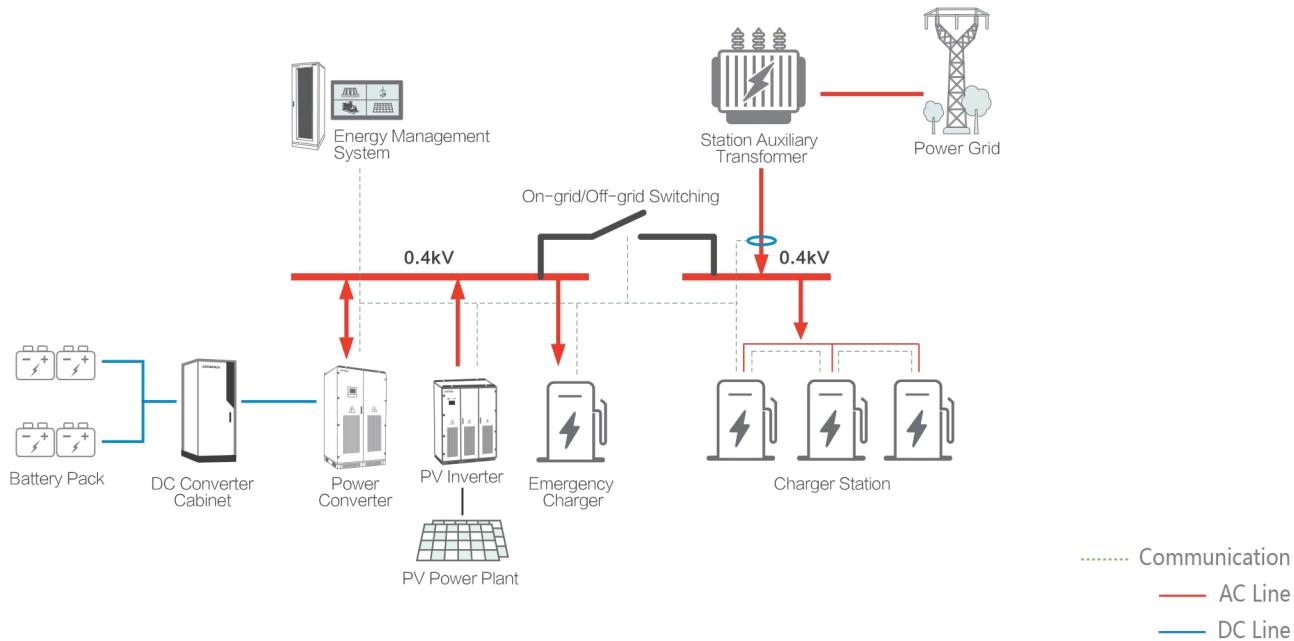 Energy Management
System
Station Auxiliary
Transformer
Power Grid
On-grid/Off-grid Switching
0.4kV
0.4kV
Battery Pack
DC Converter
Cabinet
Power
Converter
PV Inverter
Emergency
Charger
Charger Station
PV Power Plant
Communication
AC Line
DC Line